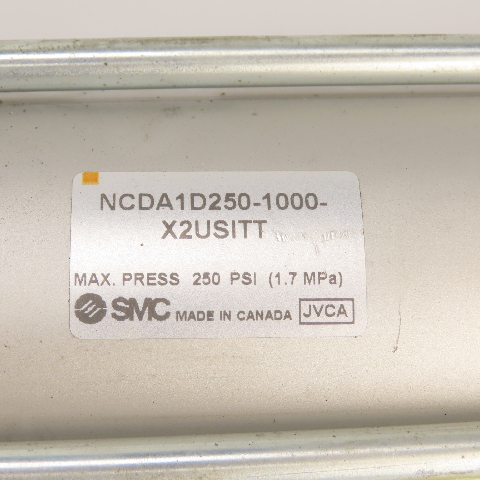 NCDA1D250-1000-
X2USITT
MAX. PRESS 250 PSI (1.7 MPa)
SMC MADE IN CANADA JVCA